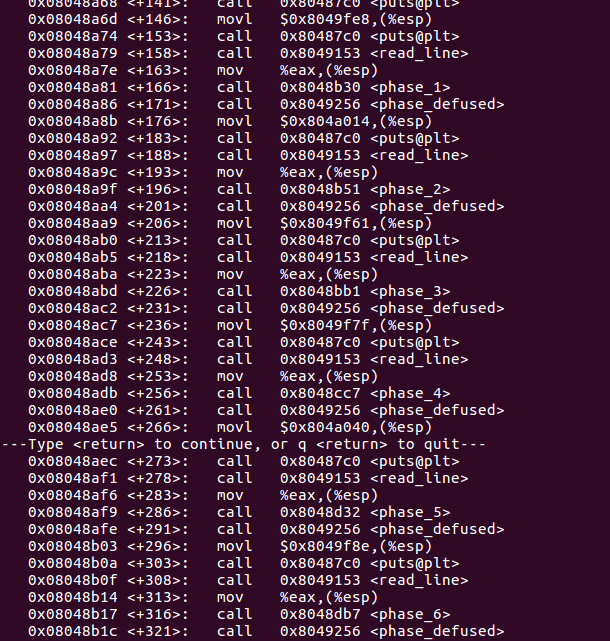 0x08048a68 <+141>: call 0x80487c0 <puts@plt>
0x08048a6d <+146>: movl $0x8049fe8,(%esp)
0x08048a74 <+153>: call 0x80487c0 <puts@plt>
0x08048a79 <+158>: call 0x8049153 <read_line>
0x08048a7e <+163>: mov %eax,(%esp)
0x08048a81 <+166>: call 0x8048b30 <phase_1>
0x08048a86 <+171>: call 0x8049256 <phase_defused>
0x08048a8b <+176>: movl $0x804a014,(%esp)
0x08048a92 <+183>: call 0x80487c0 <puts@plt>
0x08048a97 <+188>: call 0x8049153 <read_line>
0x08048a9c <+193>: mov %eax,(%esp)
0x08048a9f <+196>: call 0x8048b51 <phase_2>
0x08048aa4 <+201>: call 0x8049256 <phase_defused>
0x08048aa9 <+206>: movl $0x8049f61,(%esp)
0x08048ab0 <+213>: call 0x80487c0 <puts@plt>
0x08048ab5 <+218>: call 0x8049153 <read_line>
0x08048aba <+223>: mov %eax,(%esp)
0x08048abd <+226>: call 0x8048bb1 <phase_3>
0x08048ac2 <+231>: call 0x8049256 <phase_defused>
0x08048ac7 <+236>: movl $0x8049f7f,(%esp)
0x08048ace <+243>: call 0x80487c0 <puts@plt>
0x08048ad3 <+248>: call 0x8049153 <read_line>
0x08048ad8 <+253>: mov %eax,(%esp)
0x08048adb <+256>: call 0x8048cc7 <phase_4>
0x08048ae0 <+261>: call 0x8049256 <phase_defused>
0x08048ae5 <+266>: movl $0x804a040,(%esp)
---Type <return> to continue, or q <return> to quit---
0x08048aec <+273>: call 0x80487c0 <puts@plt>
0x08048af1 <+278>: call 0x8049153 <read_line>
0x08048af6 <+283>: mov %eax,(%esp)
0x08048af9 <+286>: call 0x8048d32 <phase_5>
0x08048afe <+291>: call 0x8049256 <phase_defused>
0x08048b03 <+296>: movl $0x8049f8e,(%esp)
0x08048b0a <+303>: call 0x80487c0 <puts@plt>
0x08048b0f <+308>: call 0x8049153 <read_line>
0x08048b14 <+313>: mov %eax,(%esp)
0x08048b17 <+316>: call 0x8048db7 <phase_6>
0x08048b1c <+321>: call 0x8049256 <phase_defused>